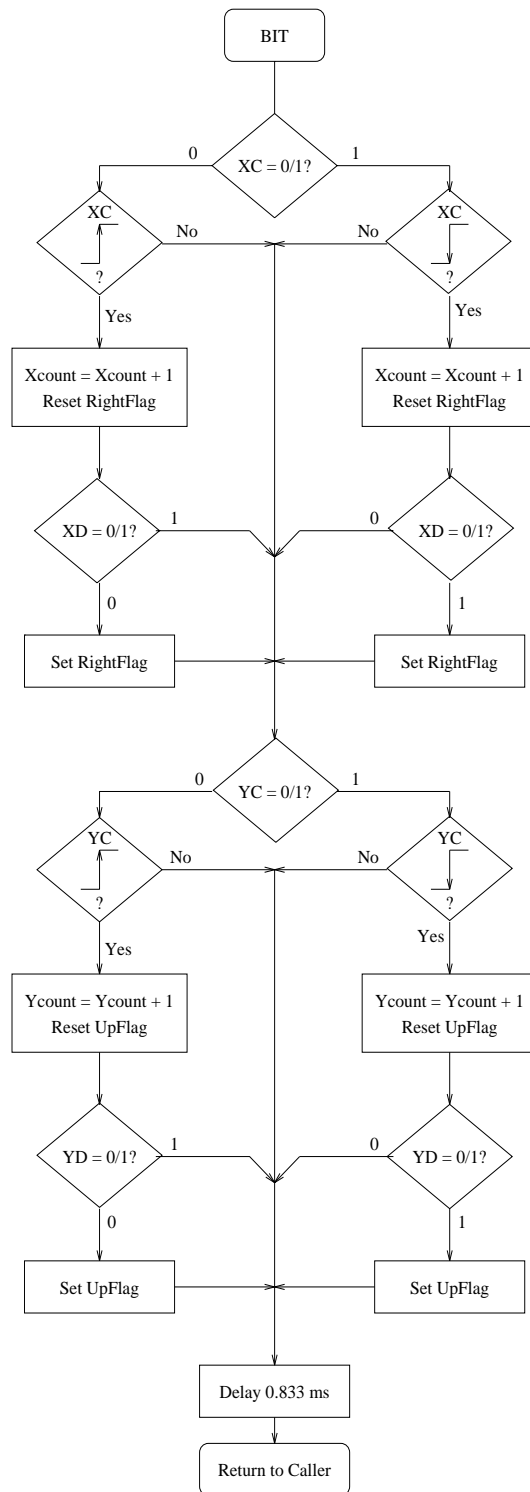 BIT
0
XC = 0/1?
1
XC
?
No
No
XC
?
Yes
Yes
Xcount = Xcount + 1
Reset RightFlag
Xcount = Xcount + 1
Reset RightFlag
XD = 0/1?
1
0
XD = 0/1?
0
1
Set RightFlag
Set RightFlag
0
YC = 0/1?
1
YC
?
No
No
YC
?
Yes
Yes
Ycount = Ycount + 1
Reset UpFlag
Ycount = Ycount + 1
Reset UpFlag
YD = 0/1?
1
0
YD = 0/1?
0
1
Set UpFlag
Set UpFlag
Delay 0.833 ms
Return to Caller